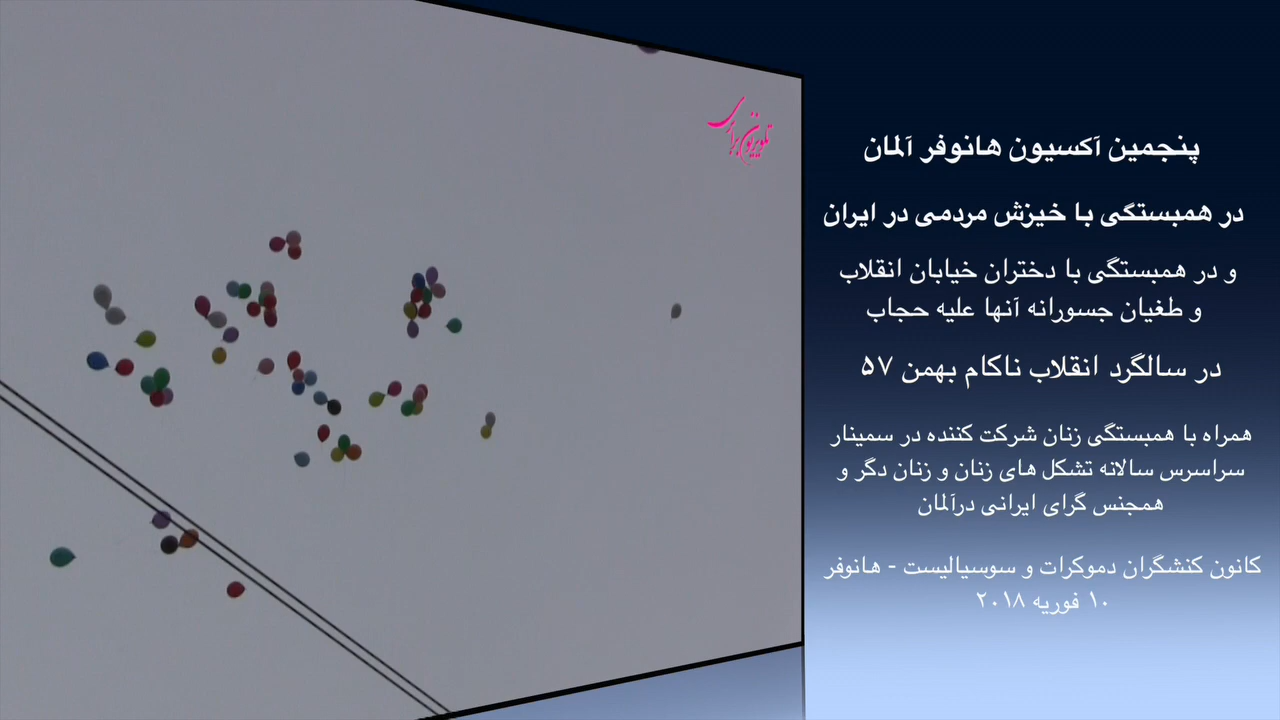 تلویزیون برابری
پنجمین آکسیون هانوفر آلمان
در همبستگی با خیزش مردمی در ایران
و در همبستگی با دختران خیابان انقلاب
و طغیان جسورانه آنها علیه حجاب
در سالگرد انقلاب ناکام بهمن ۵۷
همراه با همبستگی زنان شرکت کننده در سمینار
سراسرس سالانه تشکل های زنان و زنان دگر و
همجنس گرای ایرانی درآلمان
کانون کنشگران دموکرات و سوسیالیست - هانوفر
۱۰ فوریه ۲۰۱۸